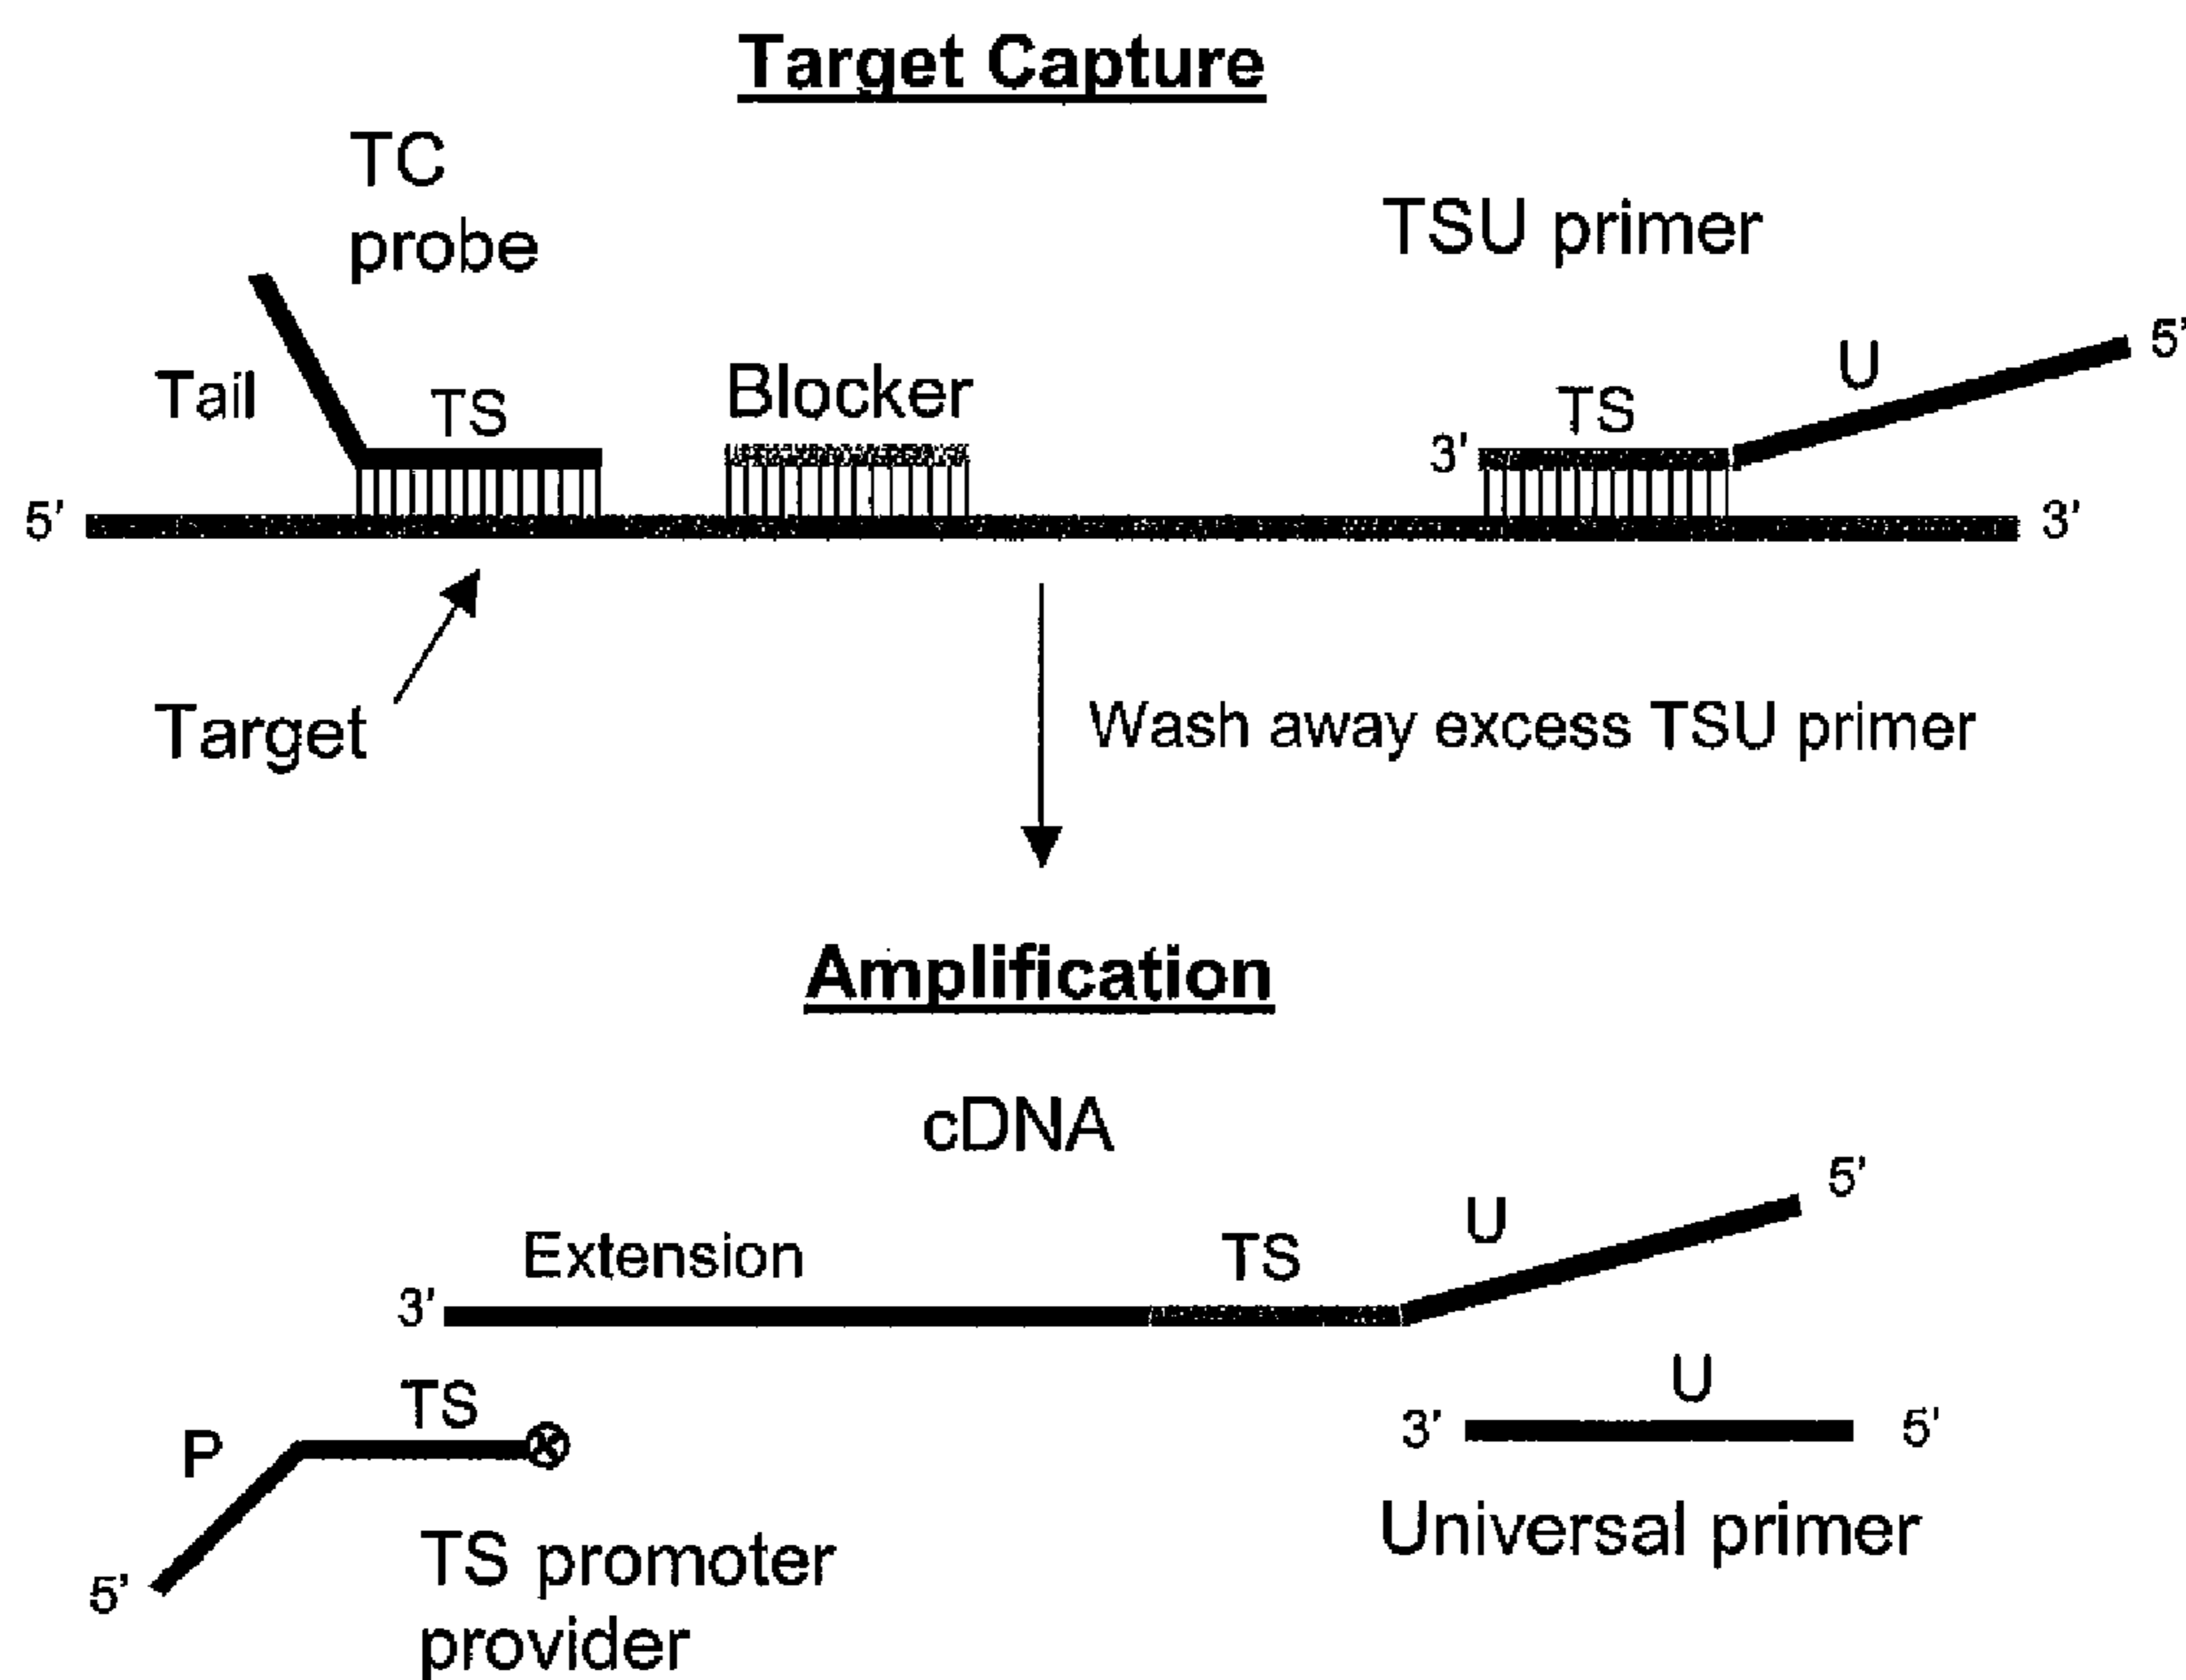 Target Capture
TC
probe
TSU primer
Tail
TS
Blocker
TS
U
5'
3'
5'
3'
Target
Wash away excess TSU primer
Amplification
cDNA
Extension
TS
U
5'
3'
P
TS
5'
TS promoter
provider
U
3'
5'
Universal primer